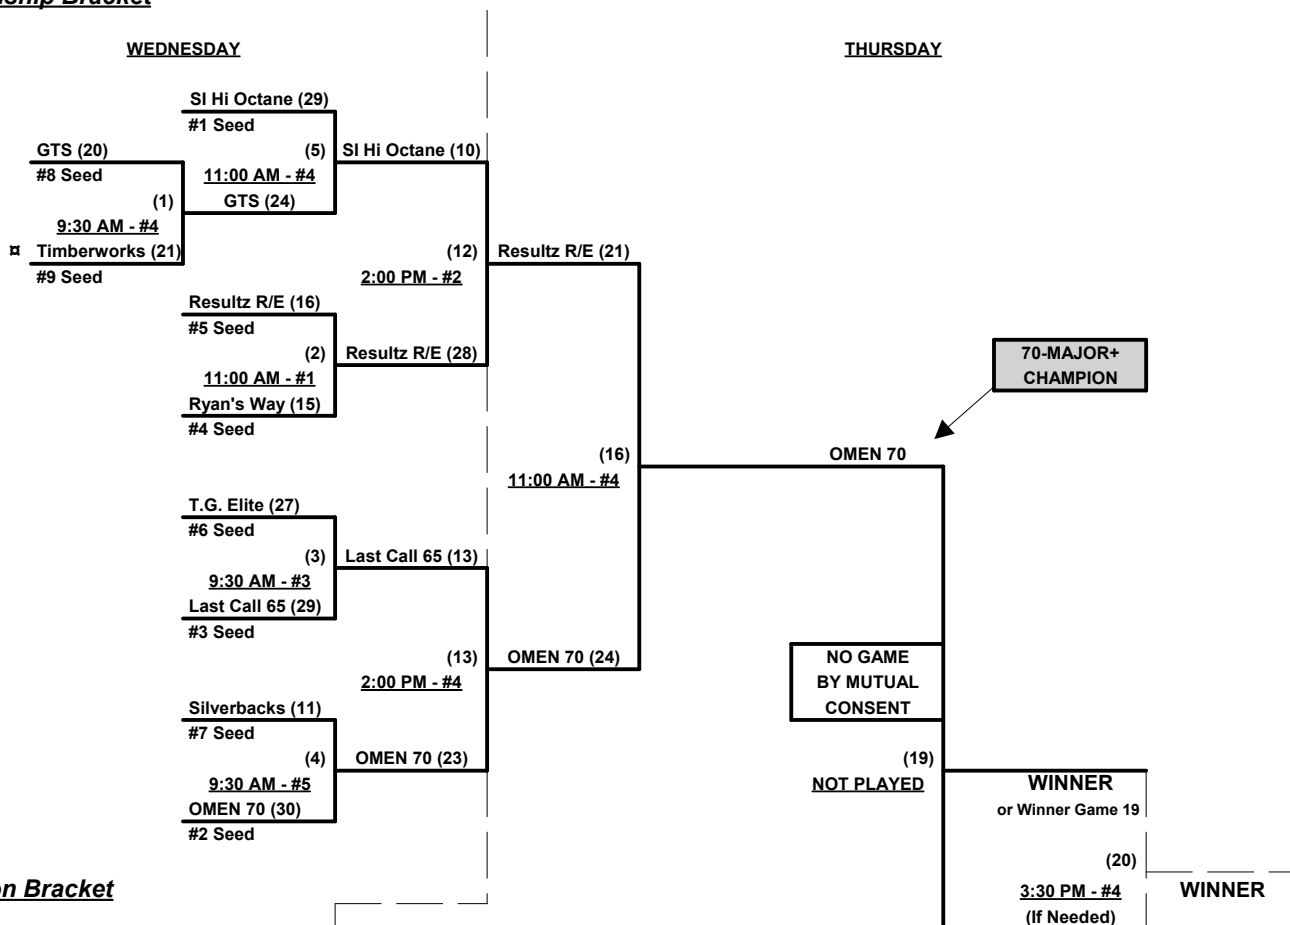 WEDNESDAY
THURSDAY
SI Hi Octane (29)
#1 Seed
GTS (20)
(5)
SI Hi Octane (10)
#8 Seed
11:00 AM - #4
(1)
GTS (24)
9:30 AM - #4
¤ Timberworks (21)
(12)
Resultz R/E (21)
#9 Seed
2:00 PM - #2
Resultz R/E (16)
#5 Seed
(2)
Resultz R/E (28)
70-MAJOR+
CHAMPION
11:00 AM - #1
Ryan's Way (15)
#4 Seed
(16)
OMEN 70
11:00 AM - #4
T.G. Elite (27)
#6 Seed
(3)
Last Call 65 (13)
9:30 AM - #3
Last Call 65 (29)
#3 Seed
(13)
OMEN 70 (24)
NO GAME
BY MUTUAL
CONSENT
2:00 PM - #4
Silverbacks (11)
#7 Seed
(4)
OMEN 70 (23)
(19)
9:30 AM - #5
NOT PLAYED
WINNER
OMEN 70 (30)
or Winner Game 19
#2 Seed
(20)
Bracket
3:30 PM - #4
WINNER
(If Needed)